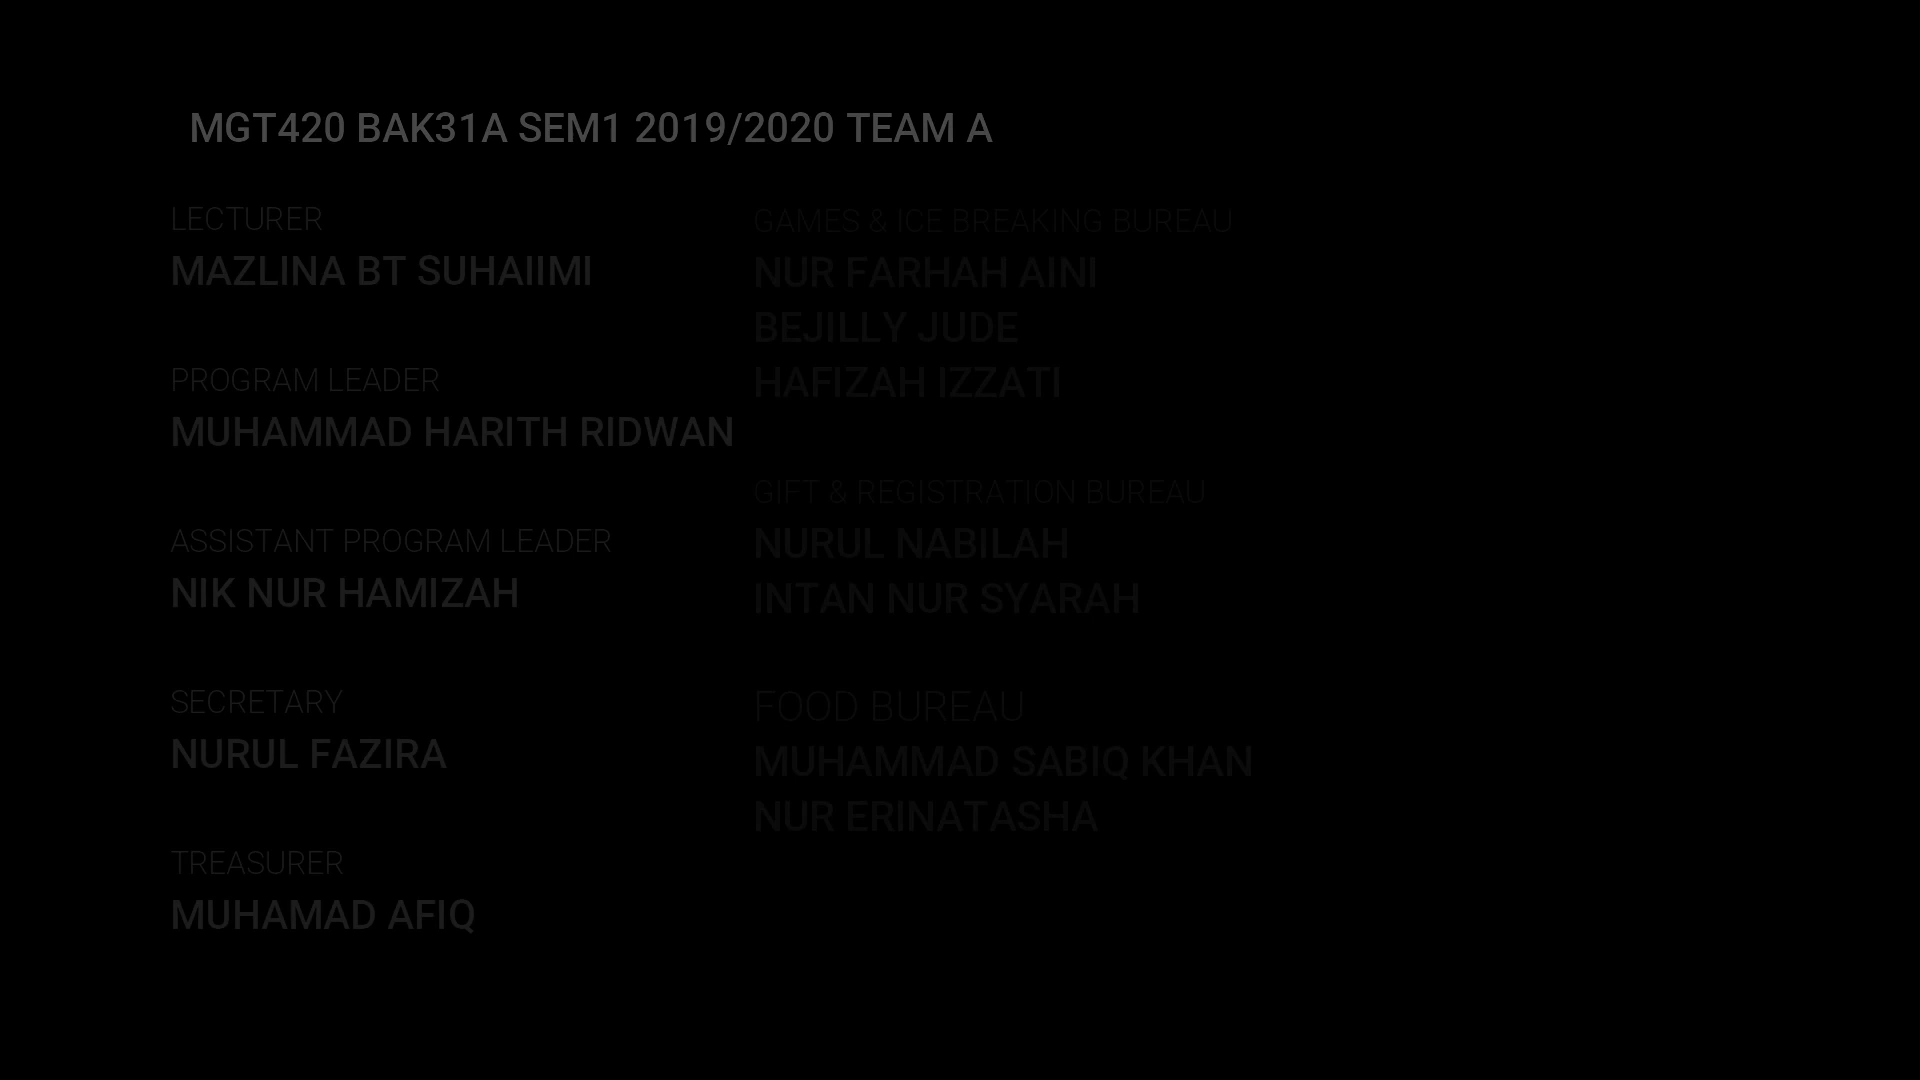 MGT420 BAK31A SEM1 2019/2020 TEAM A
LECTURER
MAZLINA BT SUHAIIMI
PROGRAM LEADER
MUHAMMAD HARITH RIDWAN
ASSISTANT PROGRAM LEADER
NIK NUR HAMIZAH
SECRETARY
NURUL FAZIRA
TREASURER
MUHAMAD AFIQ
GAMES & ICE BREAKING BUREAU
NUR FARHAH AINI
BEJILLY JUDE
HAFIZAH IZZATI
GIFT & REGISTRATION BUREAU
NURUL NABILAH
INTAN NUR SYARAH
FOOD BUREAU
MUHAMMAD SABIQ KHAN
NUR ERINATASHA